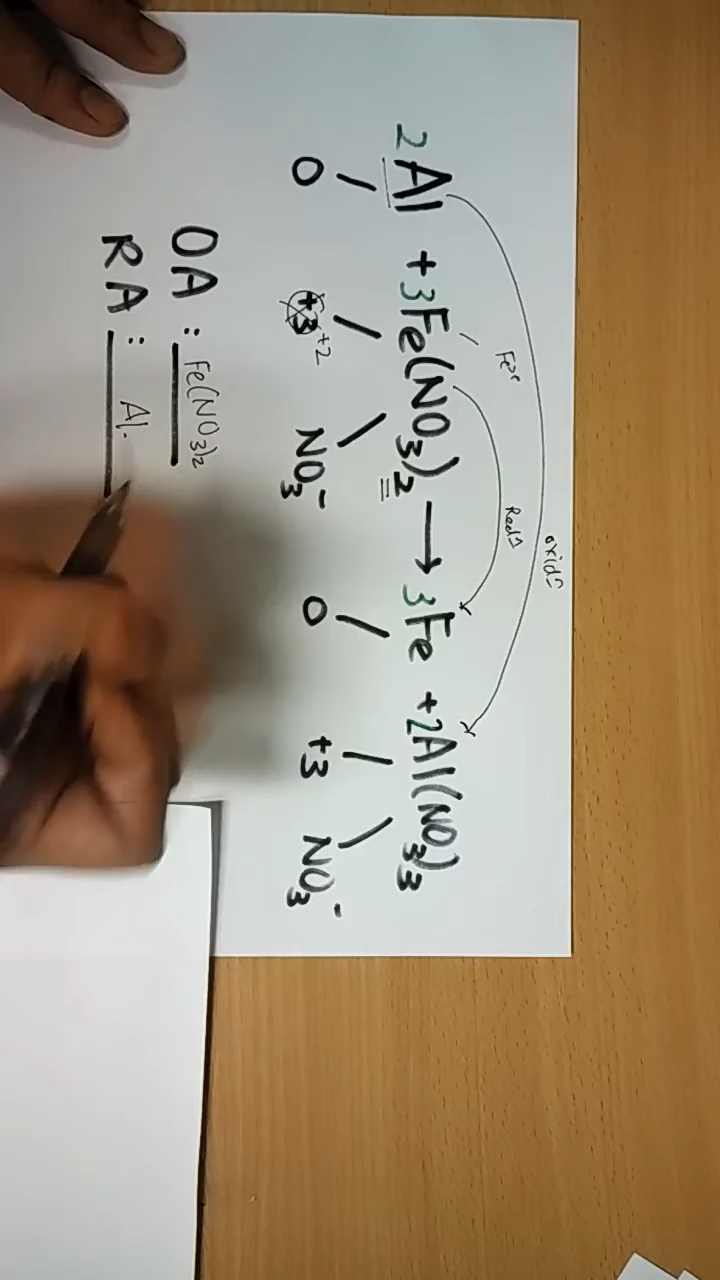 oxidⁿ
Redⁿ
2Al + 3Fe(NO₃)₂ → 3Fe + 2Al(NO₃)₃
0 +3 +2 NO₃⁻ 0 +3 NO₃⁻
OA: Fe(NO₃)₂
RA: Al.